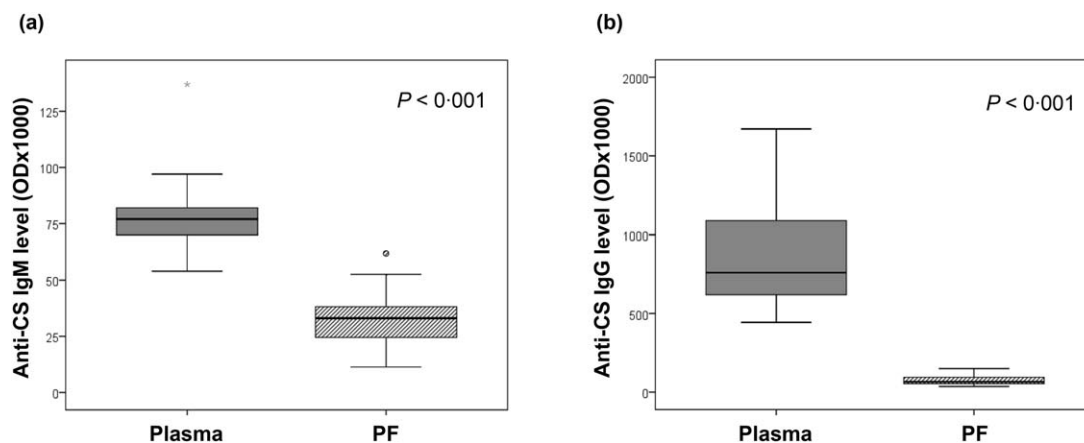 (a)
Anti-CS IgM level (ODx1000)
125
100
75
50
25
0
*
P < 0·001
Plasma
PF
(b)
Anti-CS IgG level (ODx1000)
2000
1500
1000
500
0
P < 0·001
Plasma
PF